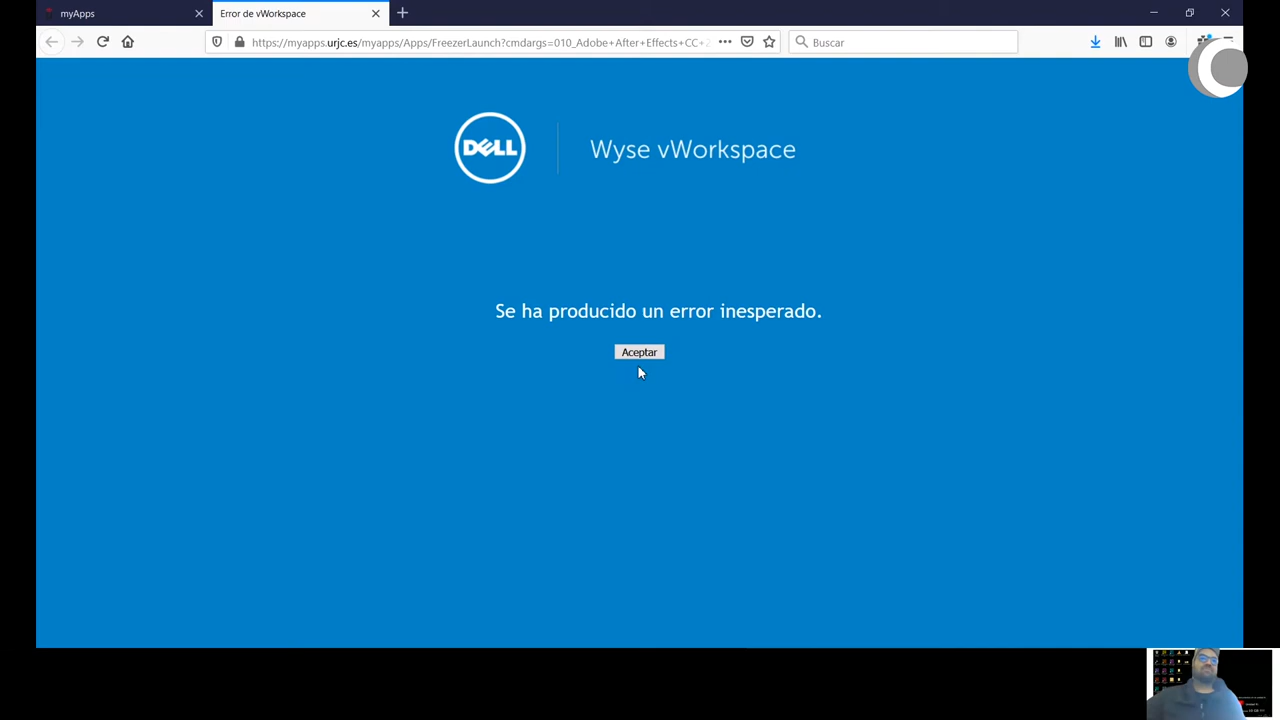 myApps
Error de vWorkspace
https://myapps.urjc.es/myapps/Apps/FreezerLaunch?cmdargs=010_Adobe+After+Effects+CC+2
Buscar
DELL
Wyse vWorkspace
Se ha producido un error inesperado.
Aceptar